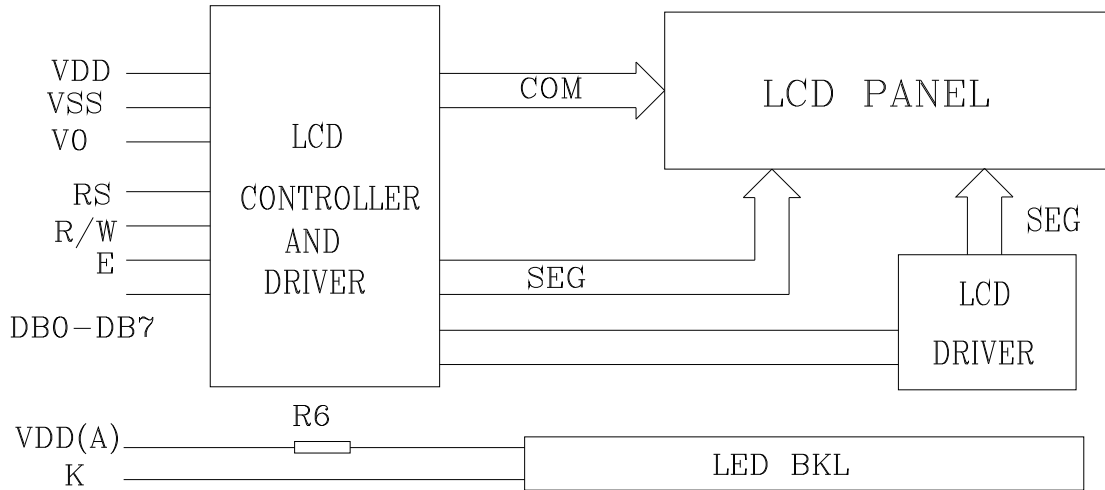 VDD
VSS
V0
RS
R/W
E
DB0-DB7
LCD
CONTROLLER
AND
DRIVER
COM
SEG
LCD PANEL
SEG
LCD
DRIVER
R6
VDD(A)
K
LED BKL